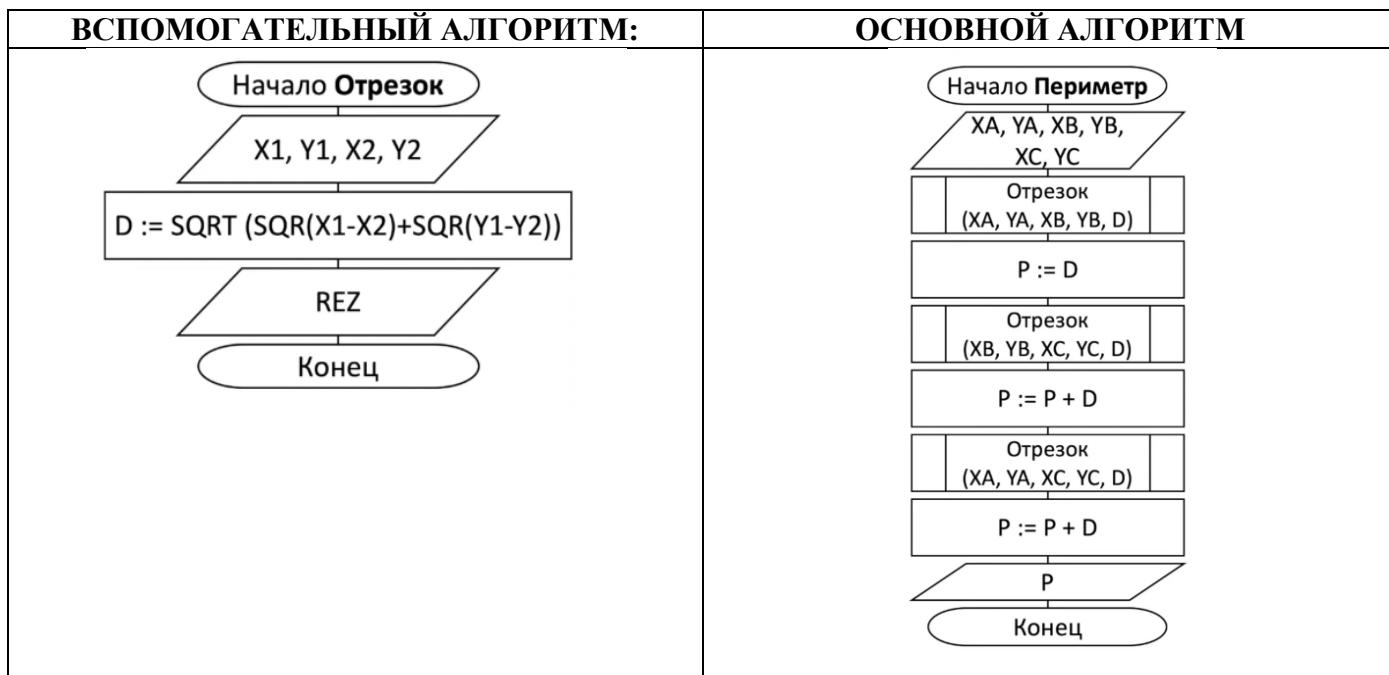 ВСПОМОГАТЕЛЬНЫЙ АЛГОРИТМ:
Начало Отрезок
X1, Y1, X2, Y2
D := SQRT (SQR(X1-X2)+SQR(Y1-Y2))
REZ
Конец
ОСНОВНОЙ АЛГОРИТМ
Начало Периметр
XA, YA, XB, YB,
XC, YC
Отрезок
(XA, YA, XB, YB, D)
P := D
Отрезок
(XB, YB, XC, YC, D)
P := P + D
Отрезок
(XA, YA, XC, YC, D)
P := P + D
P
Конец